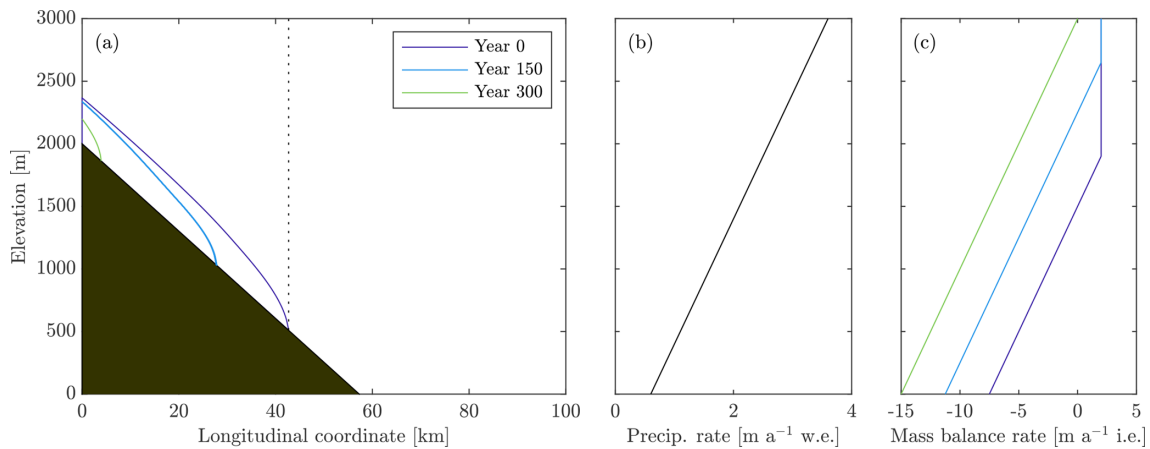 (a)
Year 0
Year 150
Year 300
3000
2500
2000
1500
1000
500
0
Elevation [m]
0 20 40 60 80 100
Longitudinal coordinate [km]
(b)
0 2 4
Precip. rate [m a⁻¹ w.e.]
(c)
-15 -10 -5 0 5
Mass balance rate [m a⁻¹ i.e.]